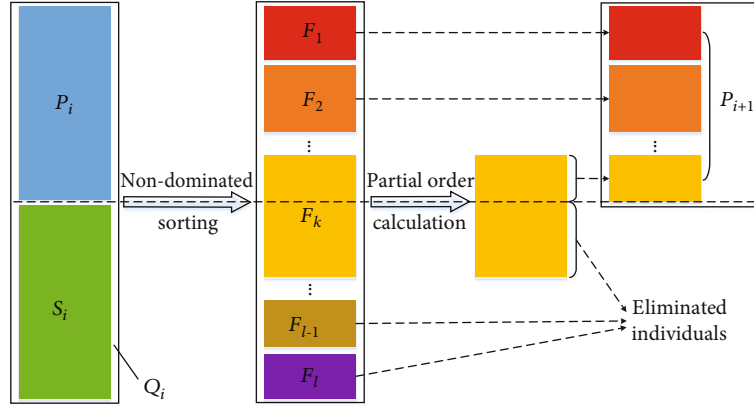 P_i
S_i
Q_i
Non-dominated
sorting
F_1
F_2
...
F_k
...
F_{l-1}
F_l
Partial order
calculation
...
P_{i+1}
Eliminated
individuals